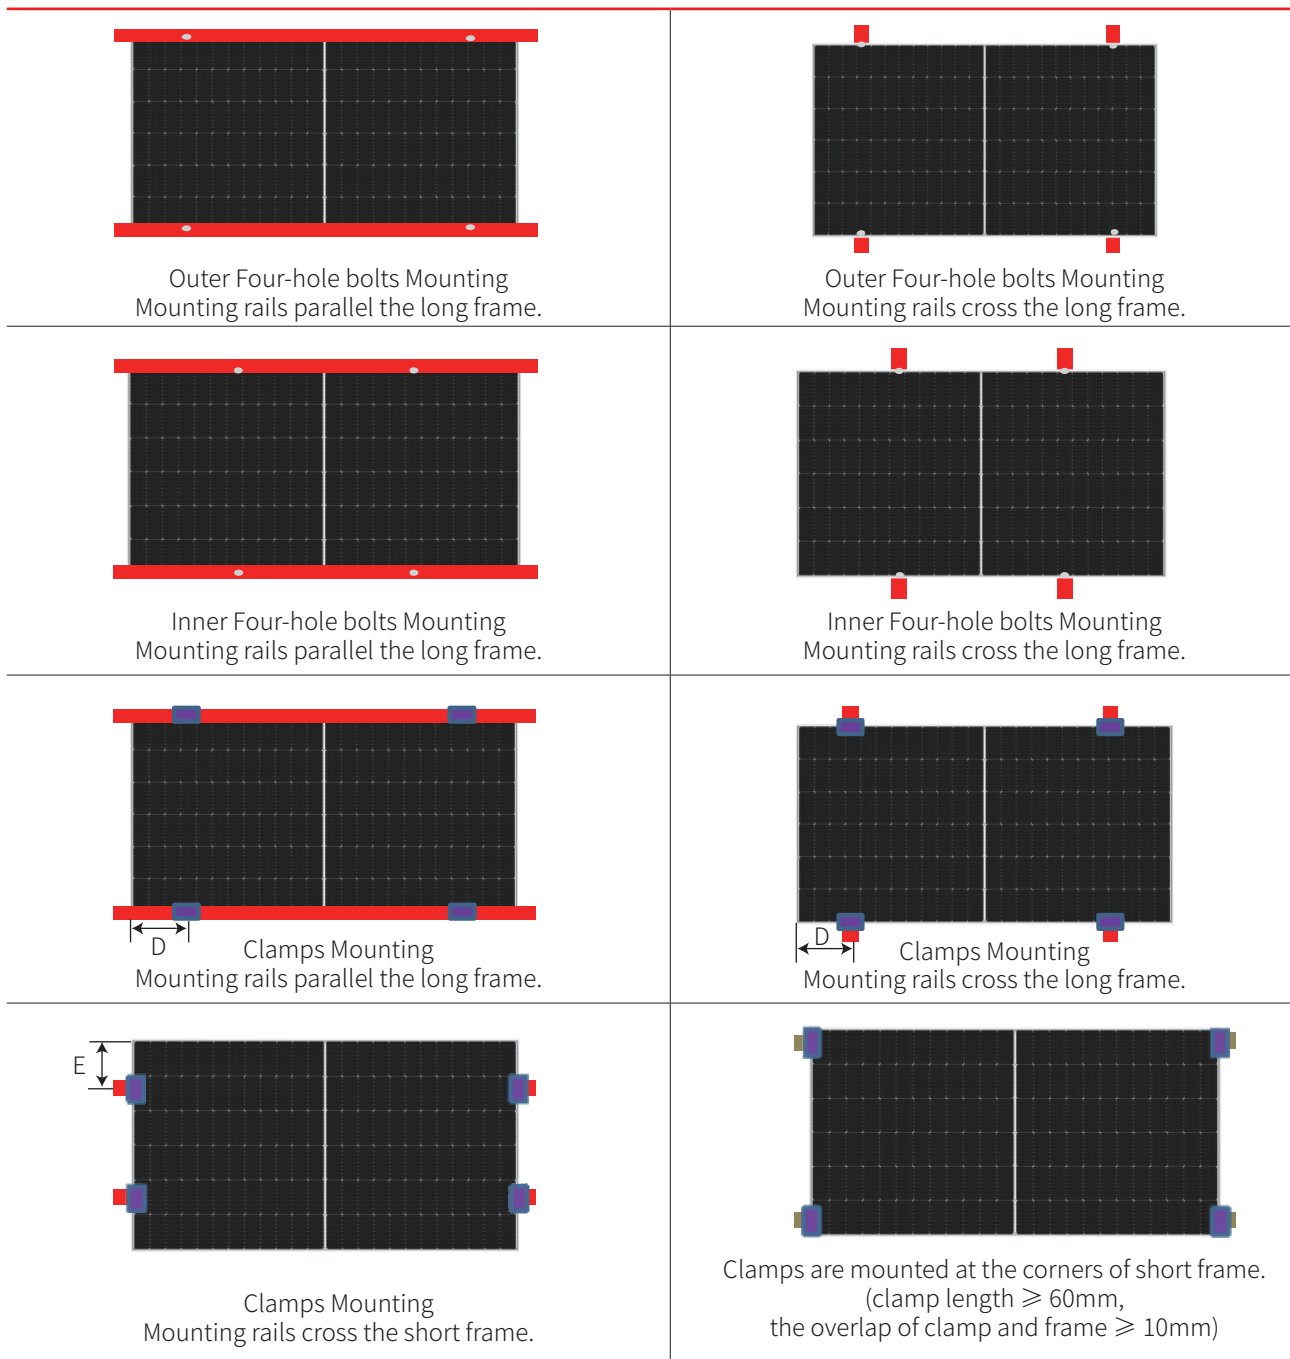 Outer Four-hole bolts Mounting
Mounting rails parallel the long frame.
Outer Four-hole bolts Mounting
Mounting rails cross the long frame.
Inner Four-hole bolts Mounting
Mounting rails parallel the long frame.
Inner Four-hole bolts Mounting
Mounting rails cross the long frame.
D
Clamps Mounting
Mounting rails parallel the long frame.
D
Clamps Mounting
Mounting rails cross the long frame.
E
Clamps Mounting
Mounting rails cross the short frame.
Clamps are mounted at the corners of short frame.
(clamp length ⩾ 60mm,
the overlap of clamp and frame ⩾ 10mm)